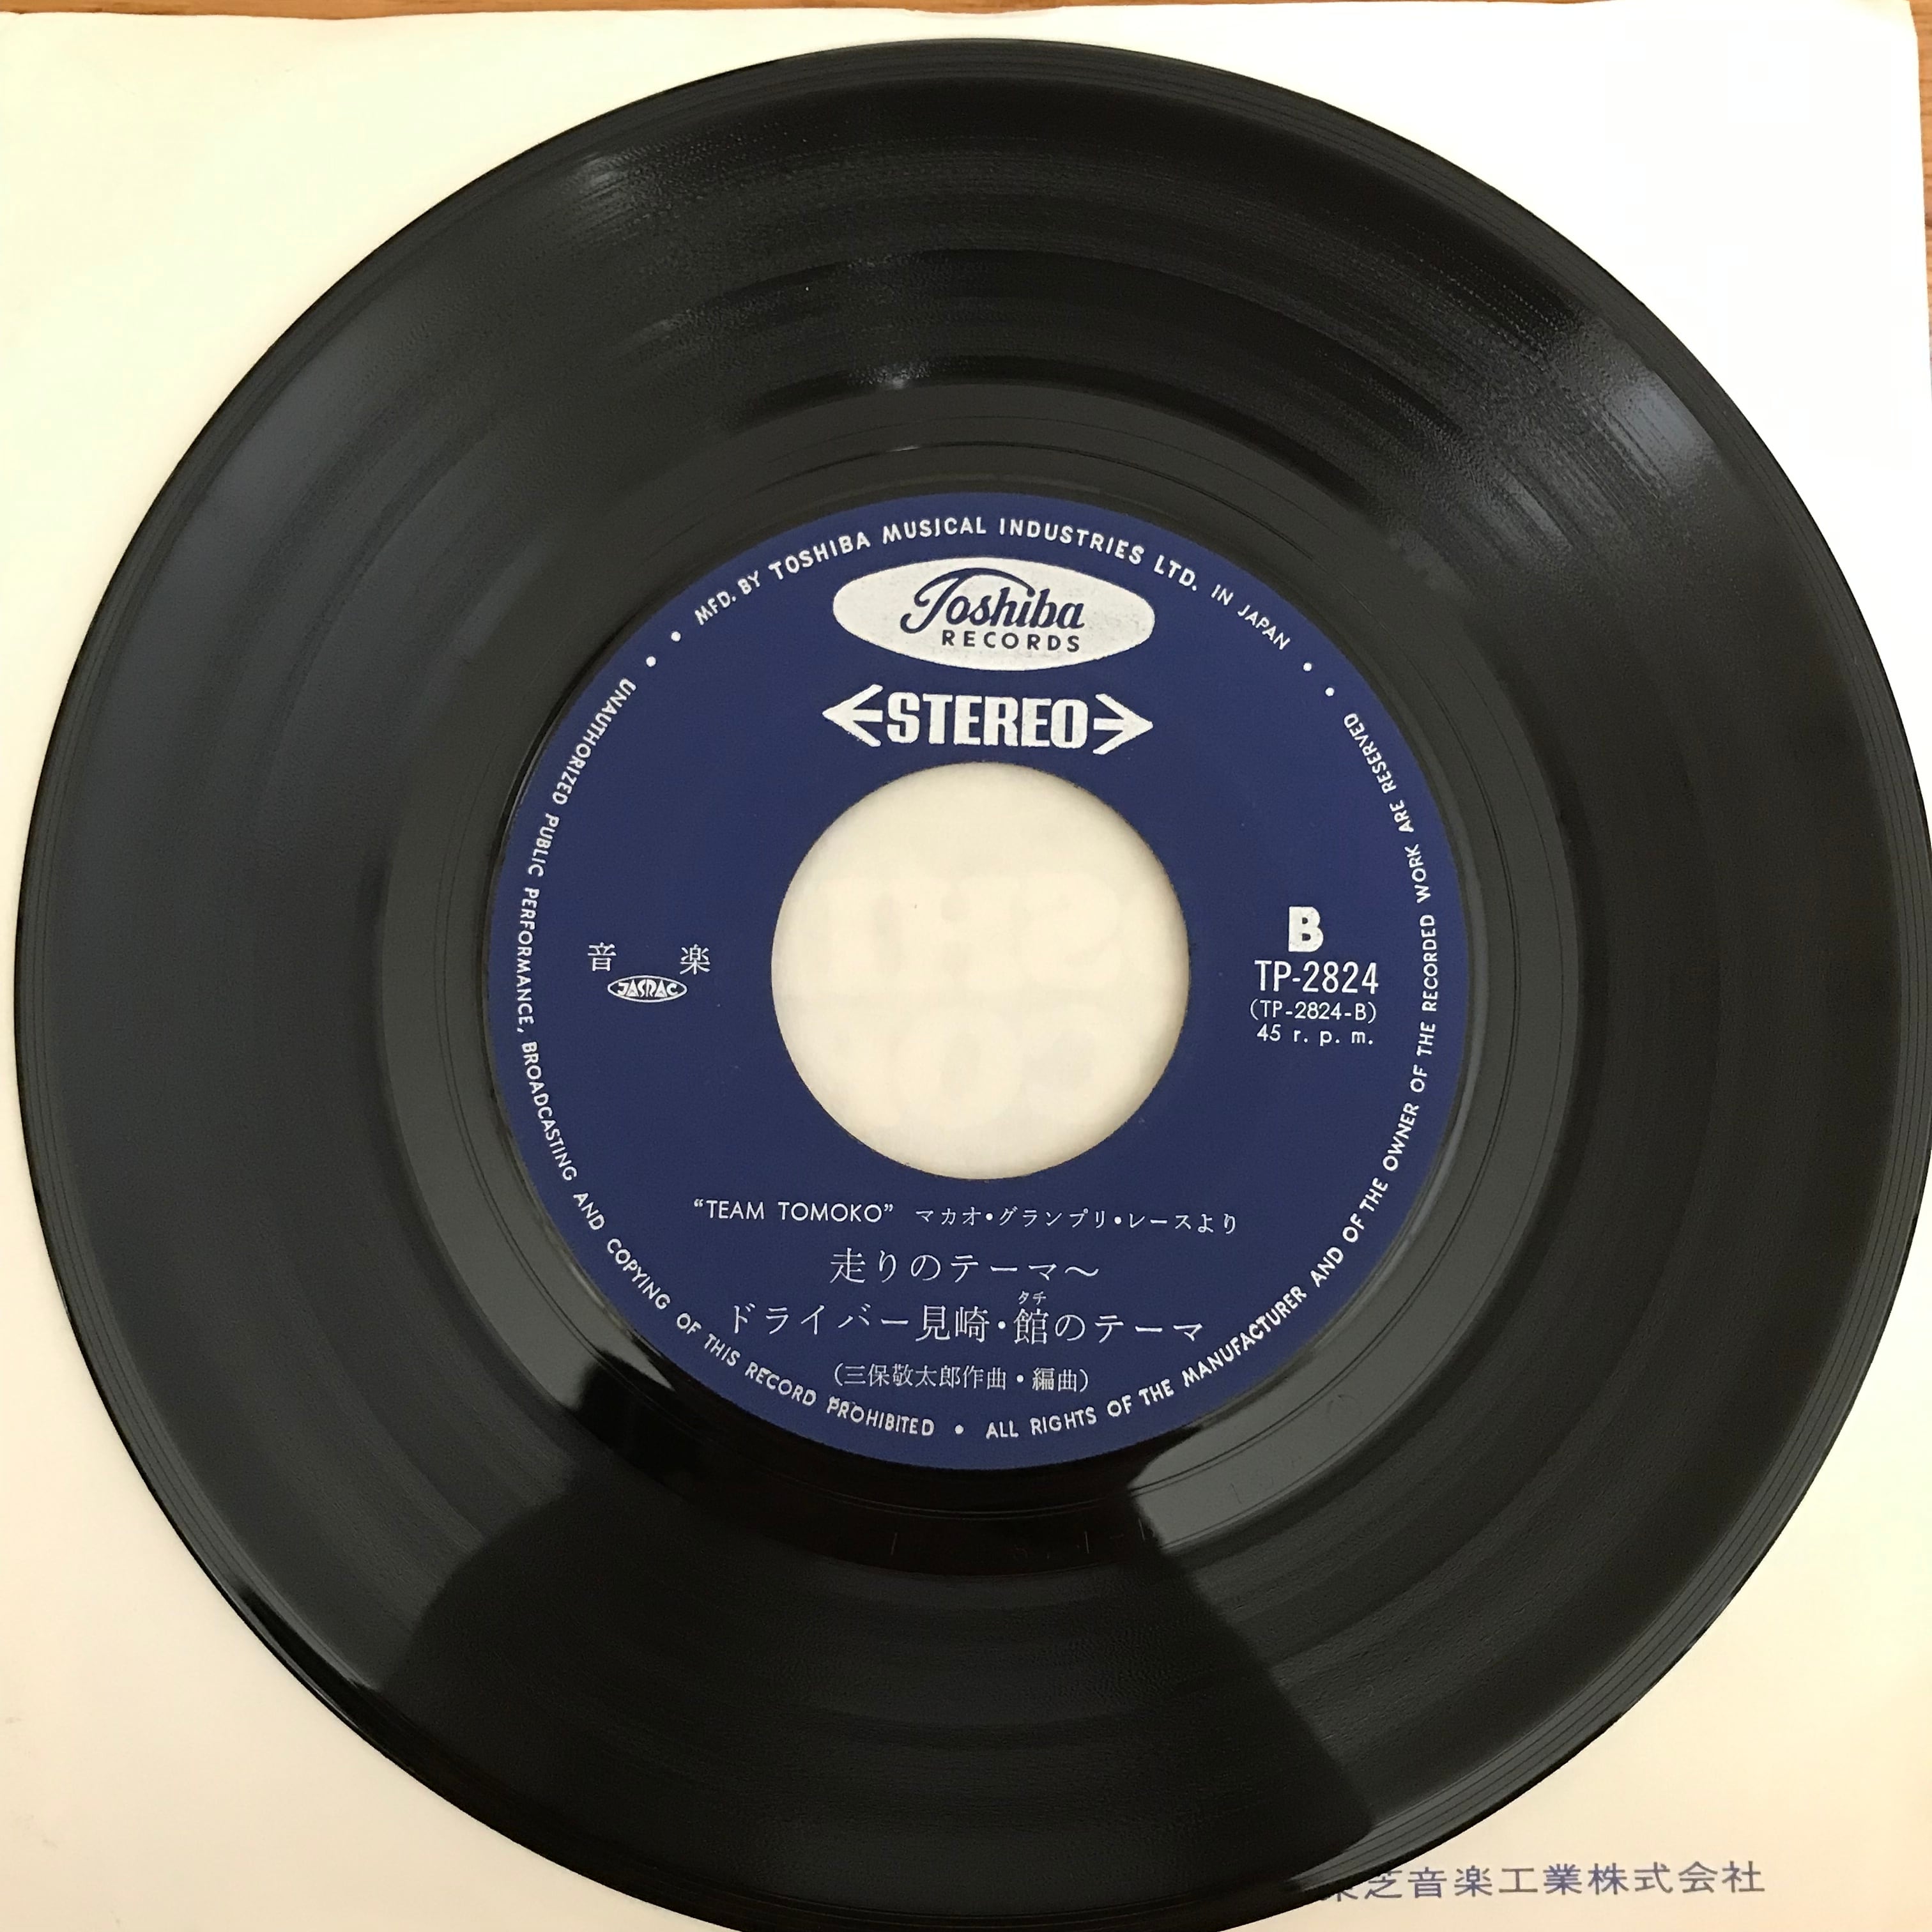 MFD. BY TOSHIBA MUSICAL INDUSTRIES LTD. IN JAPAN
Toshiba
RECORDS
STEREO
音楽
JASRAC
B
TP-2824
(TP-2824-B)
45 r. p. m.
“TEAM TOMOKO” マカオ・グランプリ・レースより
走りのテーマ〜
タチ
ドライバー見崎・館のテーマ
(三保敬太郎作曲・編曲)
UNAUTHORIZED PUBLIC PERFORMANCE, BROADCASTING AND COPYING OF THIS RECORD PROHIBITED • ALL RIGHTS OF THE MANUFACTURER AND OF THE OWNER OF THE RECORDED WORK ARE RESERVED
芝音楽工業株式会社